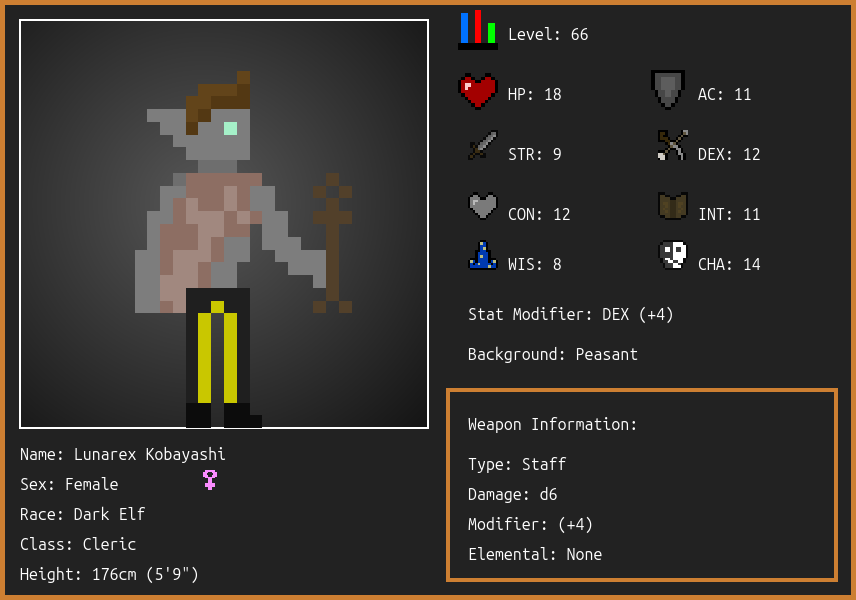 Level: 66
HP: 18
AC: 11
STR: 9
DEX: 12
CON: 12
INT: 11
WIS: 8
CHA: 14
Stat Modifier: DEX (+4)
Background: Peasant
Weapon Information:
Type: Staff
Damage: d6
Modifier: (+4)
Elemental: None
Name: Lunarex Kobayashi
Sex: Female
Race: Dark Elf
Class: Cleric
Height: 176cm (5'9")